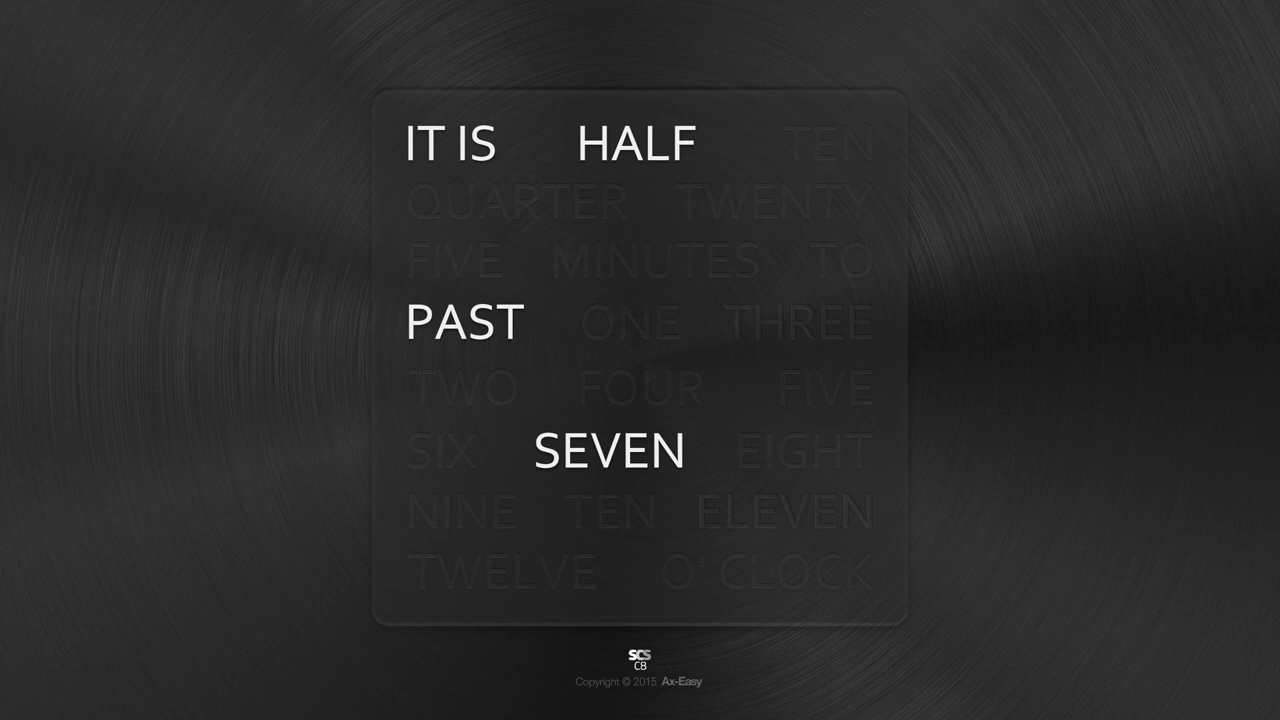 IT IS HALF TEN
QUARTER TWENTY
FIVE MINUTES TO
PAST ONE THREE
TWO FOUR FIVE
SIX SEVEN EIGHT
NINE TEN ELEVEN
TWELVE O'CLOCK
SCS
C8
Copyright © 2015 Ax-Easy